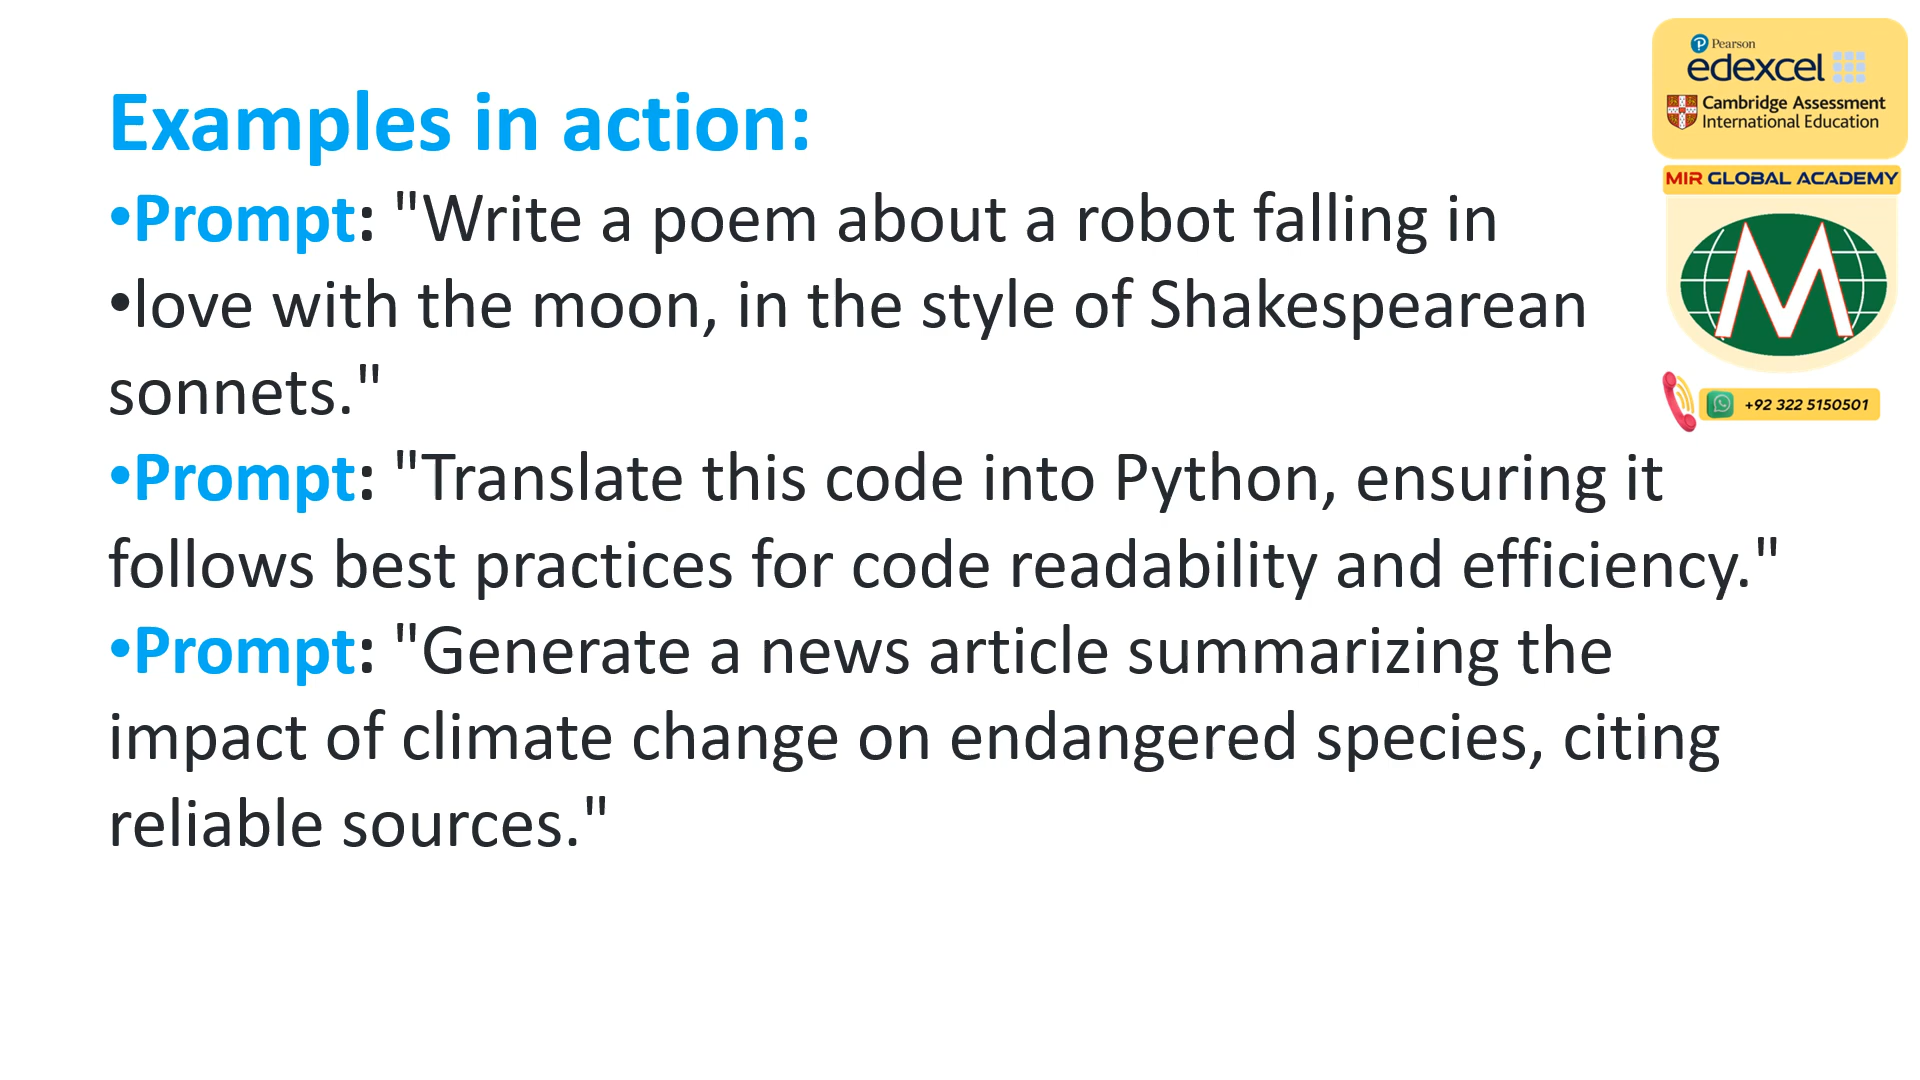 Examples in action:
•Prompt: "Write a poem about a robot falling in
•love with the moon, in the style of Shakespearean
sonnets."
•Prompt: "Translate this code into Python, ensuring it
follows best practices for code readability and efficiency."
•Prompt: "Generate a news article summarizing the
impact of climate change on endangered species, citing
reliable sources."
Pearson
edexcel
Cambridge Assessment
International Education
MIR GLOBAL ACADEMY
M
+92 322 5150501